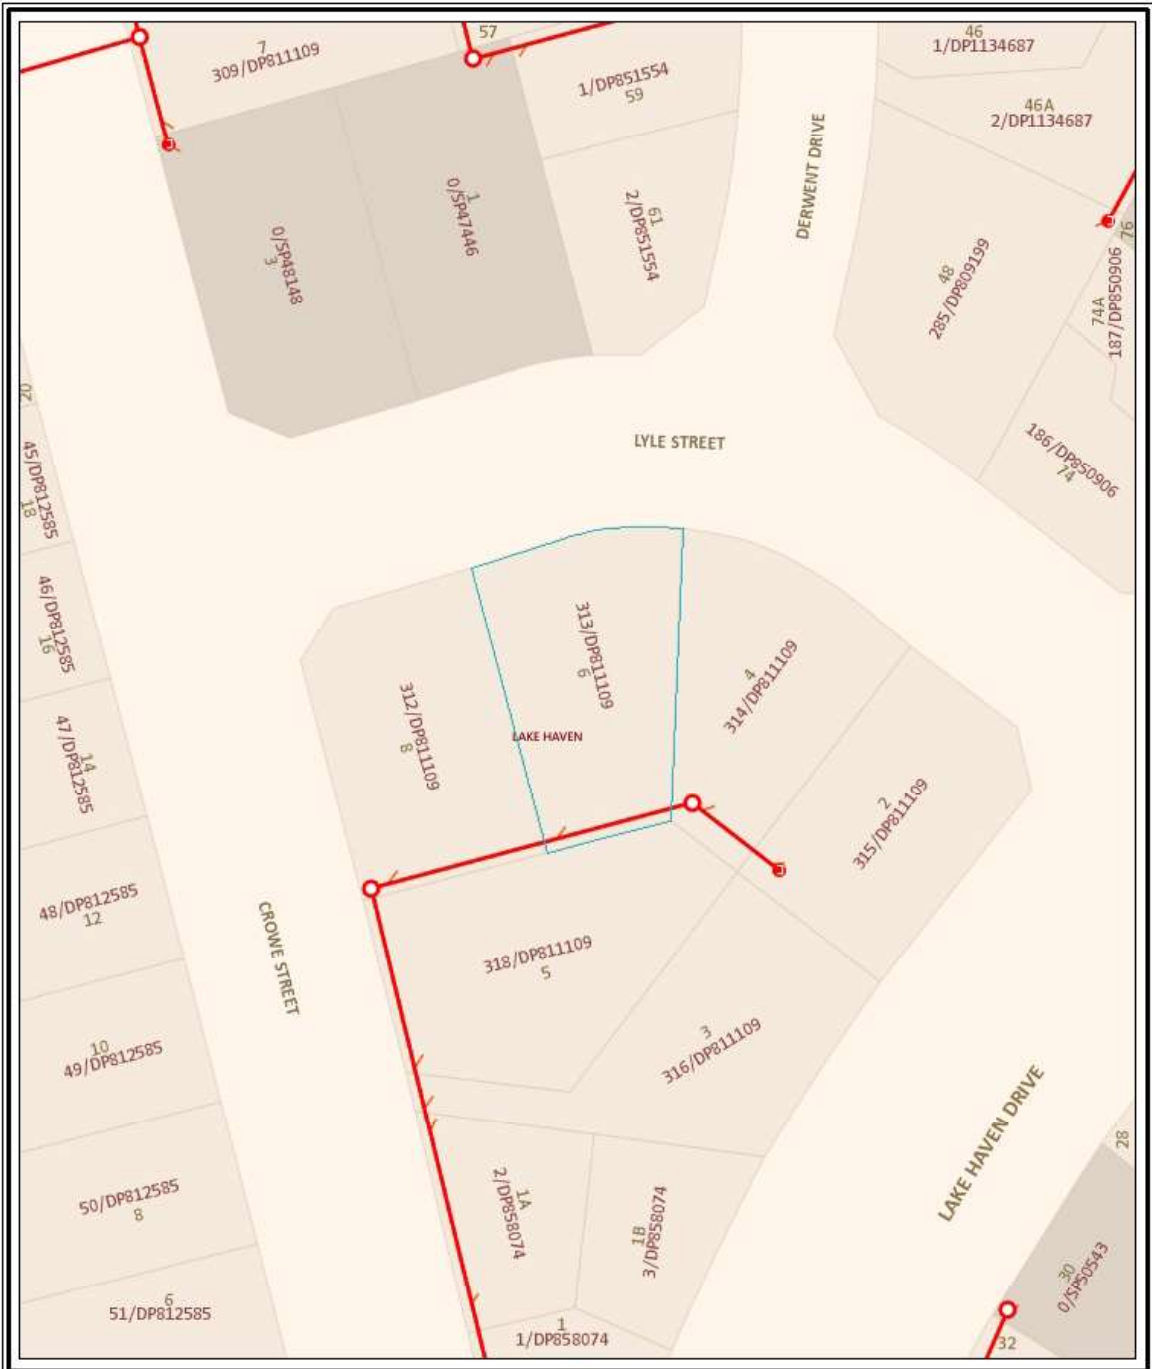 57
7
309/DP811109
1/DP851554
59
46
1/DP1134687
46A
2/DP1134687
DERWENT DRIVE
1
0/SP47446
61
2/DP851554
3
0/SP48148
48
285/DP809199
76
74A
187/DP850906
20
LYLE STREET
186/DP850906
74
45/DP812585
18
46/DP812585
16
313/DP811109
6
4
314/DP811109
312/DP811109
8
LAKE HAVEN
14
47/DP812585
2
315/DP811109
48/DP812585
12
CROWE STREET
318/DP811109
5
10
49/DP812585
3
316/DP811109
LAKE HAVEN DRIVE
28
50/DP812585
8
1A
2/DP858074
1B
3/DP858074
30
0/SP50543
6
51/DP812585
1
1/DP858074
32